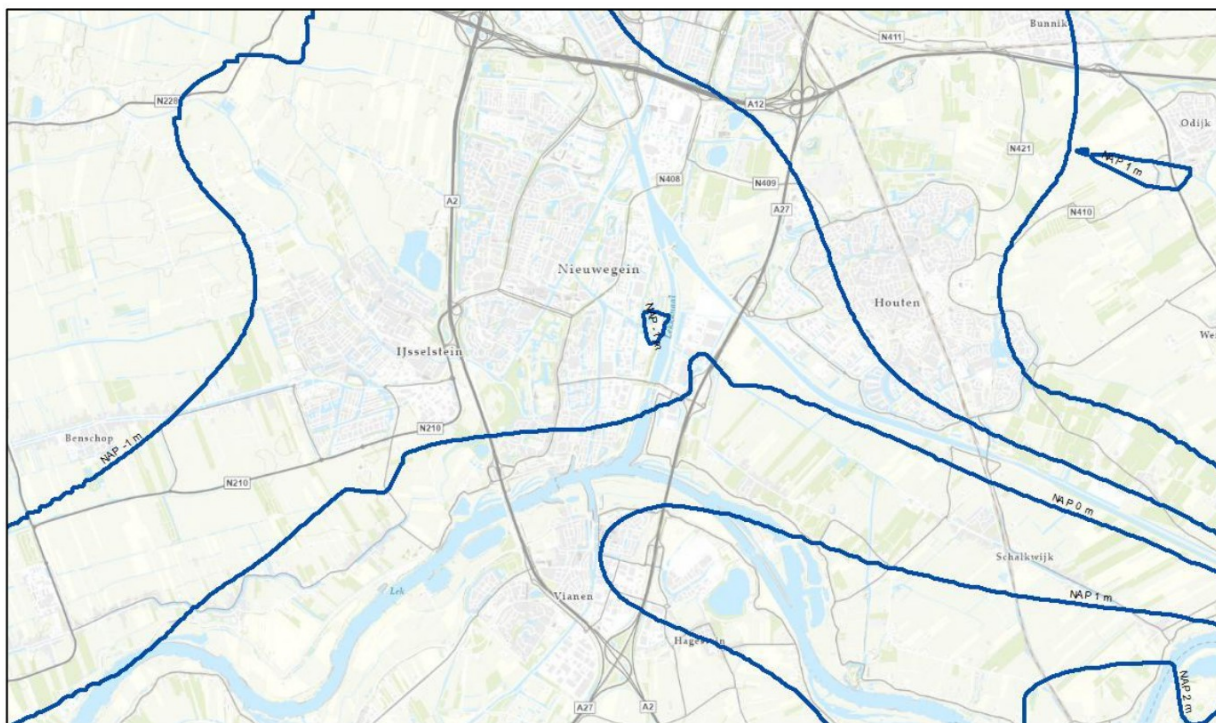 Bunnik
N411
N228
A12
Odijk
N421
NAP 1 m
N408
N409
A2
A27
N410
Nieuwegein
Houten
IJsselstein
N210
Benschop
NAP -1 m
N210
NAP 0 m
Schalkwijk
Lek
Vianen
NAP 1 m
Hagestein
NAP 2 m
A27
A2